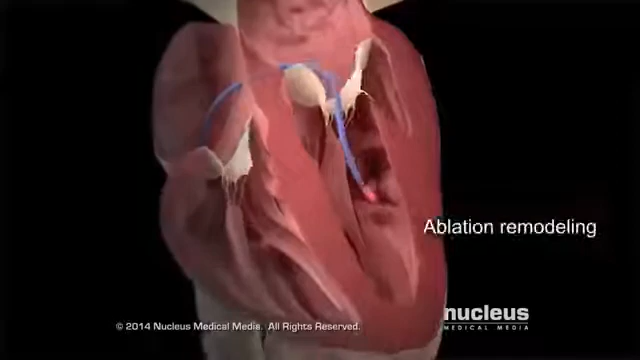 Ablation remodeling
© 2014 Nucleus Medical Media. All Rights Reserved.
nucleus
MEDICAL MEDIA